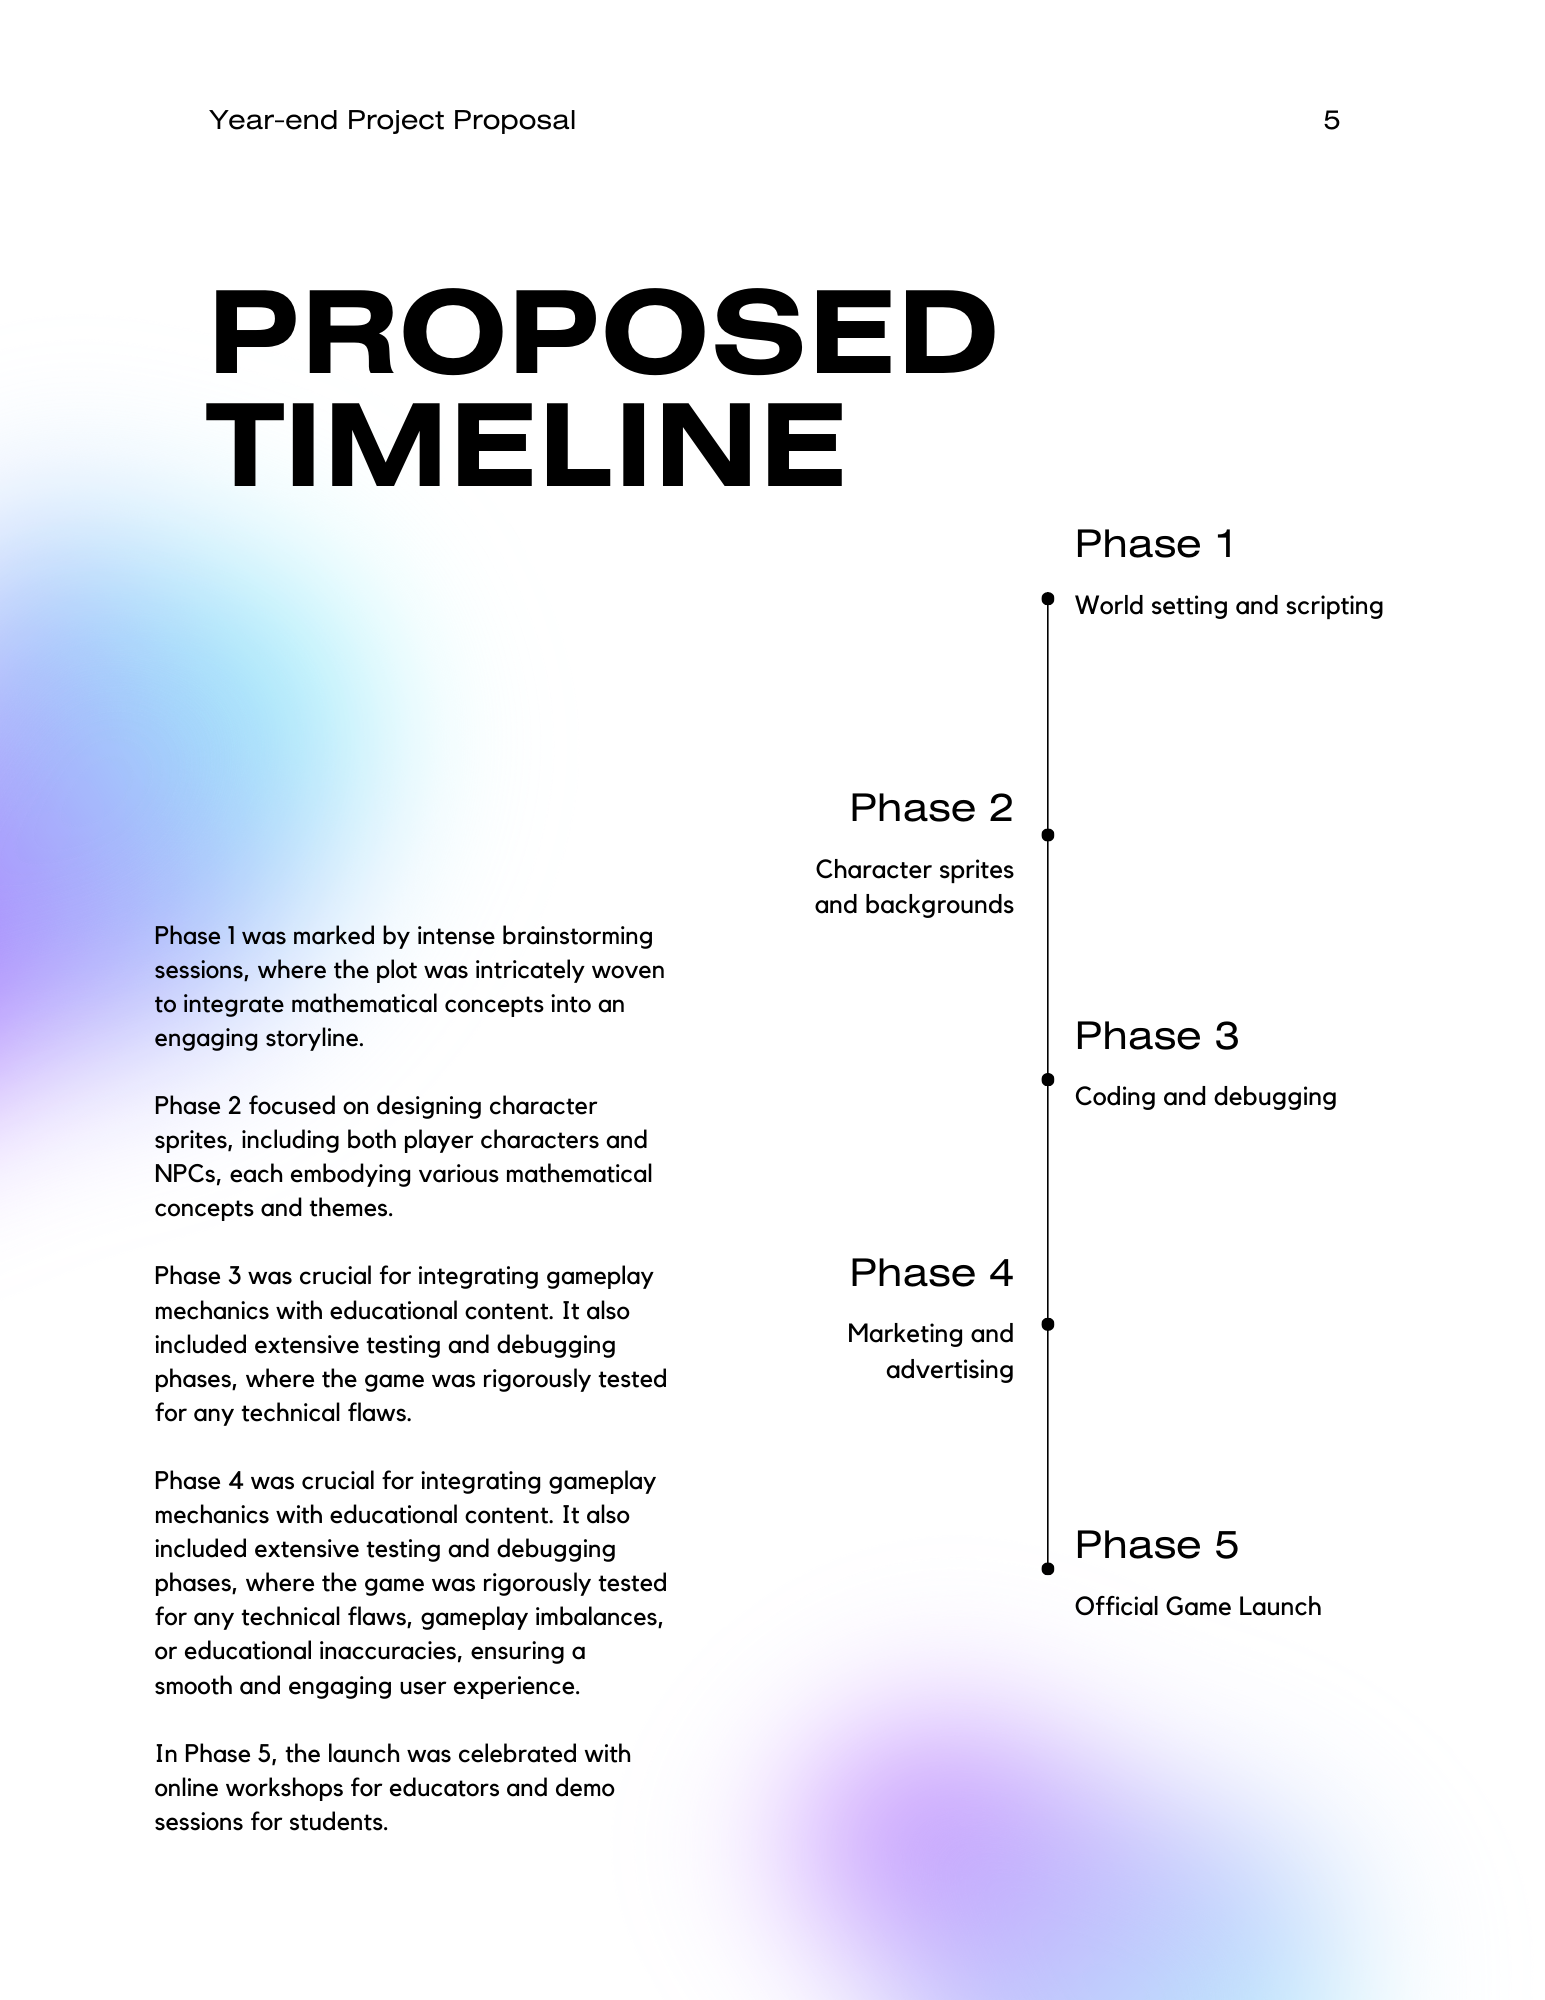 Year-end Project Proposal
5
PROPOSED
TIMELINE
Phase 1
World setting and scripting
Phase 2
Character sprites
and backgrounds
Phase 3
Coding and debugging
Phase 4
Marketing and
advertising
Phase 5
Official Game Launch
Phase 1 was marked by intense brainstorming
sessions, where the plot was intricately woven
to integrate mathematical concepts into an
engaging storyline.
Phase 2 focused on designing character
sprites, including both player characters and
NPCs, each embodying various mathematical
concepts and themes.
Phase 3 was crucial for integrating gameplay
mechanics with educational content. It also
included extensive testing and debugging
phases, where the game was rigorously tested
for any technical flaws.
Phase 4 was crucial for integrating gameplay
mechanics with educational content. It also
included extensive testing and debugging
phases, where the game was rigorously tested
for any technical flaws, gameplay imbalances,
or educational inaccuracies, ensuring a
smooth and engaging user experience.
In Phase 5, the launch was celebrated with
online workshops for educators and demo
sessions for students.